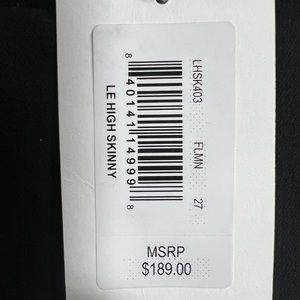 LHSK403 FLMN 27
8 40141 14999 8
LE HIGH SKINNY
MSRP
$189.00